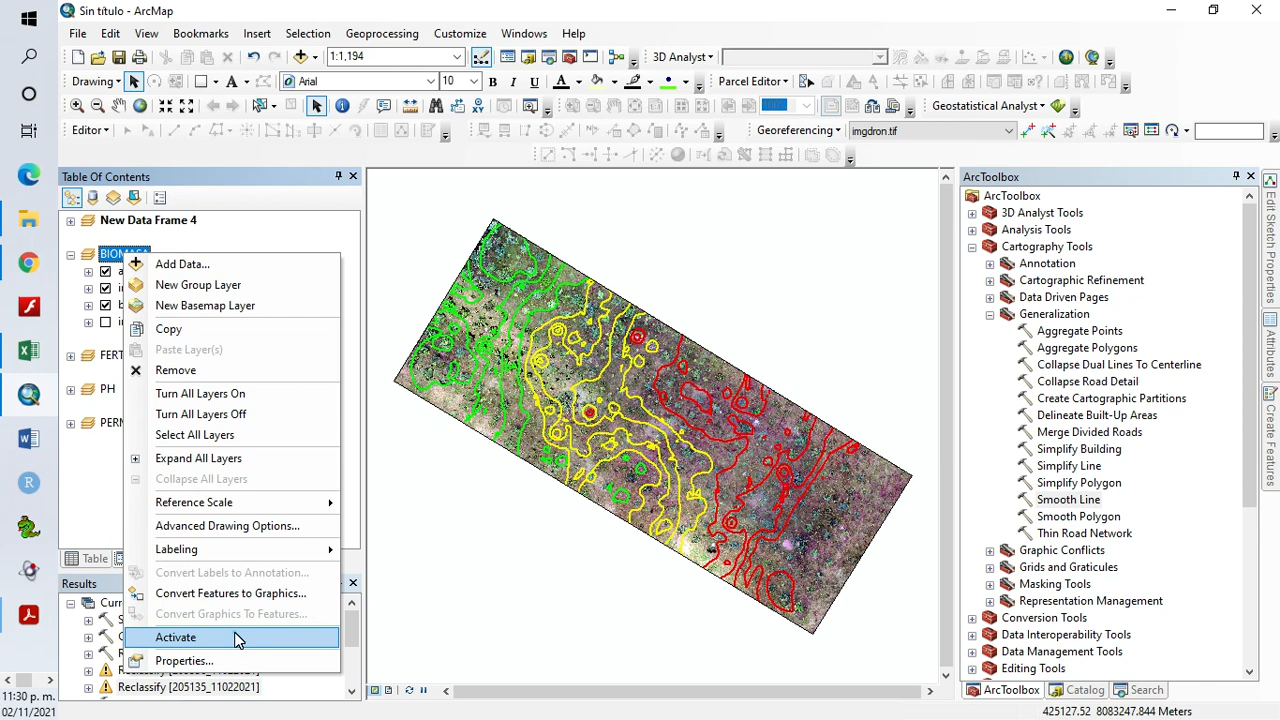 Sin título - ArcMap
File Edit View Bookmarks Insert Selection Geoprocessing Customize Windows Help
1:1,194 3D Analyst
Drawing Arial 10 B I U A Parcel Editor
Geostatistical Analyst
Editor Georeferencing imgdron.tif
Table Of Contents
ArcToolbox
New Data Frame 4
BIOMASA
FERT
PH
PERM
Add Data...
New Group Layer
New Basemap Layer
Copy
Paste Layer(s)
Remove
Turn All Layers On
Turn All Layers Off
Select All Layers
Expand All Layers
Collapse All Layers
Reference Scale
Advanced Drawing Options...
Labeling
Convert Labels to Annotation...
Convert Features to Graphics...
Convert Graphics To Features...
Activate
Properties...
Table
Results
Curr
Reclassify [205135_11022021]
Reclassify [205135_11022021]
ArcToolbox
3D Analyst Tools
Analysis Tools
Cartography Tools
Annotation
Cartographic Refinement
Data Driven Pages
Generalization
Aggregate Points
Aggregate Polygons
Collapse Dual Lines To Centerline
Collapse Road Detail
Create Cartographic Partitions
Delineate Built-Up Areas
Merge Divided Roads
Simplify Building
Simplify Line
Simplify Polygon
Smooth Line
Smooth Polygon
Thin Road Network
Graphic Conflicts
Grids and Graticules
Masking Tools
Representation Management
Conversion Tools
Data Interoperability Tools
Data Management Tools
Editing Tools
ArcToolbox Catalog Search
Edit Sketch Properties
Attributes
Create Features
11:30 p. m.
02/11/2021
425127.52 8083247.844 Meters